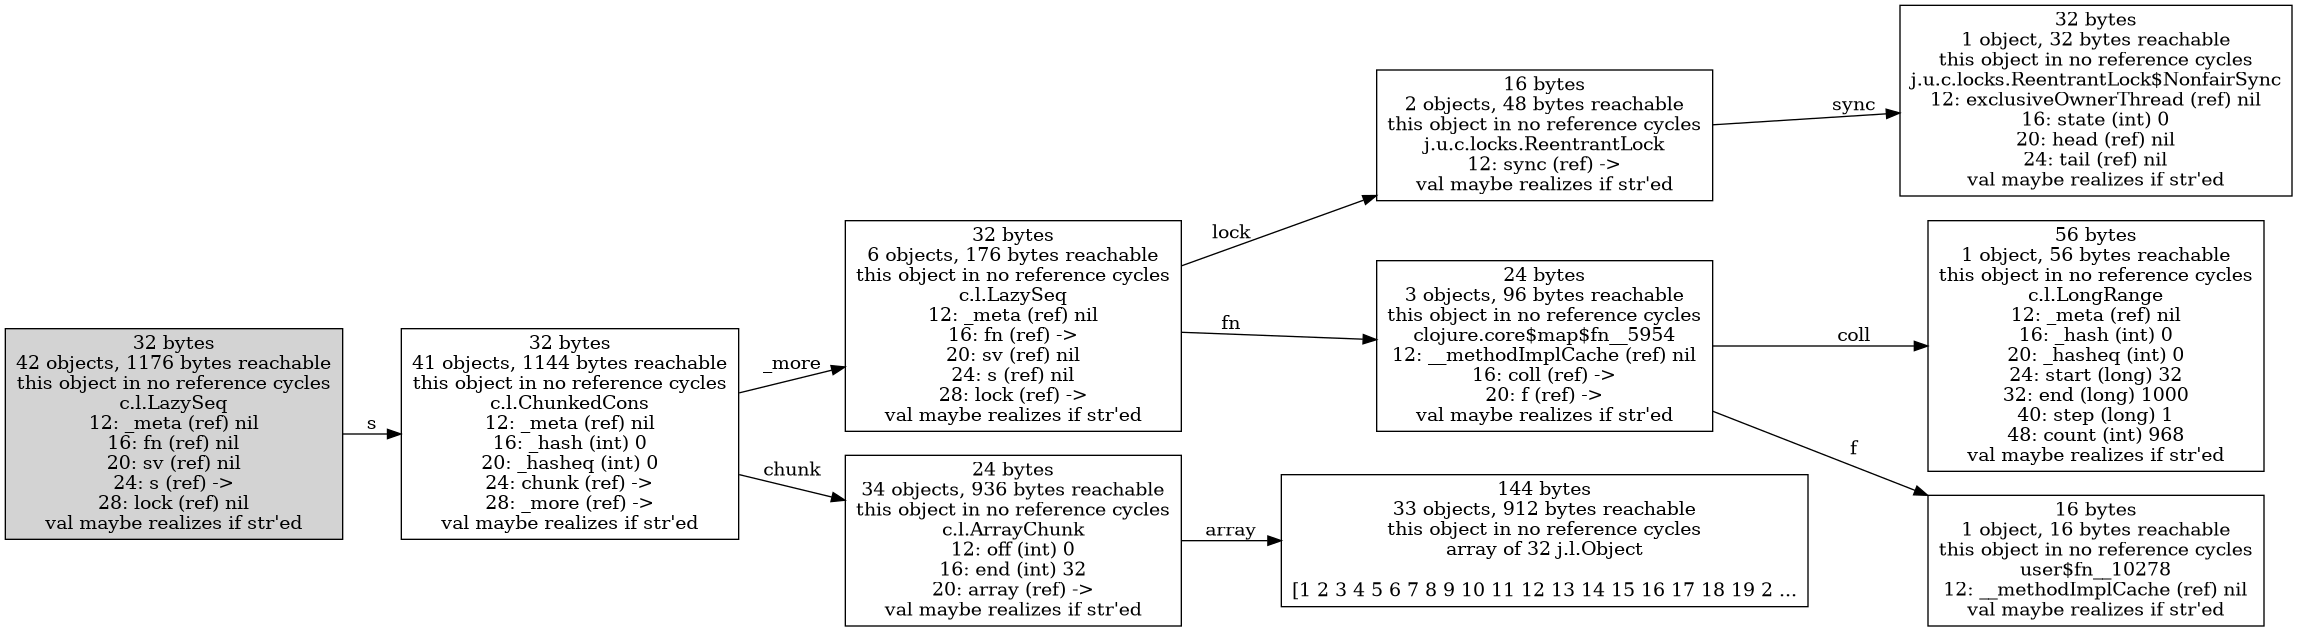 32 bytes
42 objects, 1176 bytes reachable
this object in no reference cycles
c.l.LazySeq
12: _meta (ref) nil
16: fn (ref) nil
20: sv (ref) nil
24: s (ref) ->
28: lock (ref) nil
val maybe realizes if str'ed
s
32 bytes
41 objects, 1144 bytes reachable
this object in no reference cycles
c.l.ChunkedCons
12: _meta (ref) nil
16: _hash (int) 0
20: _hasheq (int) 0
24: chunk (ref) ->
28: _more (ref) ->
val maybe realizes if str'ed
_more
chunk
32 bytes
6 objects, 176 bytes reachable
this object in no reference cycles
c.l.LazySeq
12: _meta (ref) nil
16: fn (ref) ->
20: sv (ref) nil
24: s (ref) nil
28: lock (ref) ->
val maybe realizes if str'ed
24 bytes
34 objects, 936 bytes reachable
this object in no reference cycles
c.l.ArrayChunk
12: off (int) 0
16: end (int) 32
20: array (ref) ->
val maybe realizes if str'ed
lock
fn
array
16 bytes
2 objects, 48 bytes reachable
this object in no reference cycles
j.u.c.locks.ReentrantLock
12: sync (ref) ->
val maybe realizes if str'ed
24 bytes
3 objects, 96 bytes reachable
this object in no reference cycles
clojure.core$map$fn__5954
12: __methodImplCache (ref) nil
16: coll (ref) ->
20: f (ref) ->
val maybe realizes if str'ed
144 bytes
33 objects, 912 bytes reachable
this object in no reference cycles
array of 32 j.l.Object
[1 2 3 4 5 6 7 8 9 10 11 12 13 14 15 16 17 18 19 2 ...
sync
coll
f
32 bytes
1 object, 32 bytes reachable
this object in no reference cycles
j.u.c.locks.ReentrantLock$NonfairSync
12: exclusiveOwnerThread (ref) nil
16: state (int) 0
20: head (ref) nil
24: tail (ref) nil
val maybe realizes if str'ed
56 bytes
1 object, 56 bytes reachable
this object in no reference cycles
c.l.LongRange
12: _meta (ref) nil
16: _hash (int) 0
20: _hasheq (int) 0
24: start (long) 32
32: end (long) 1000
40: step (long) 1
48: count (int) 968
val maybe realizes if str'ed
16 bytes
1 object, 16 bytes reachable
this object in no reference cycles
user$fn__10278
12: __methodImplCache (ref) nil
val maybe realizes if str'ed